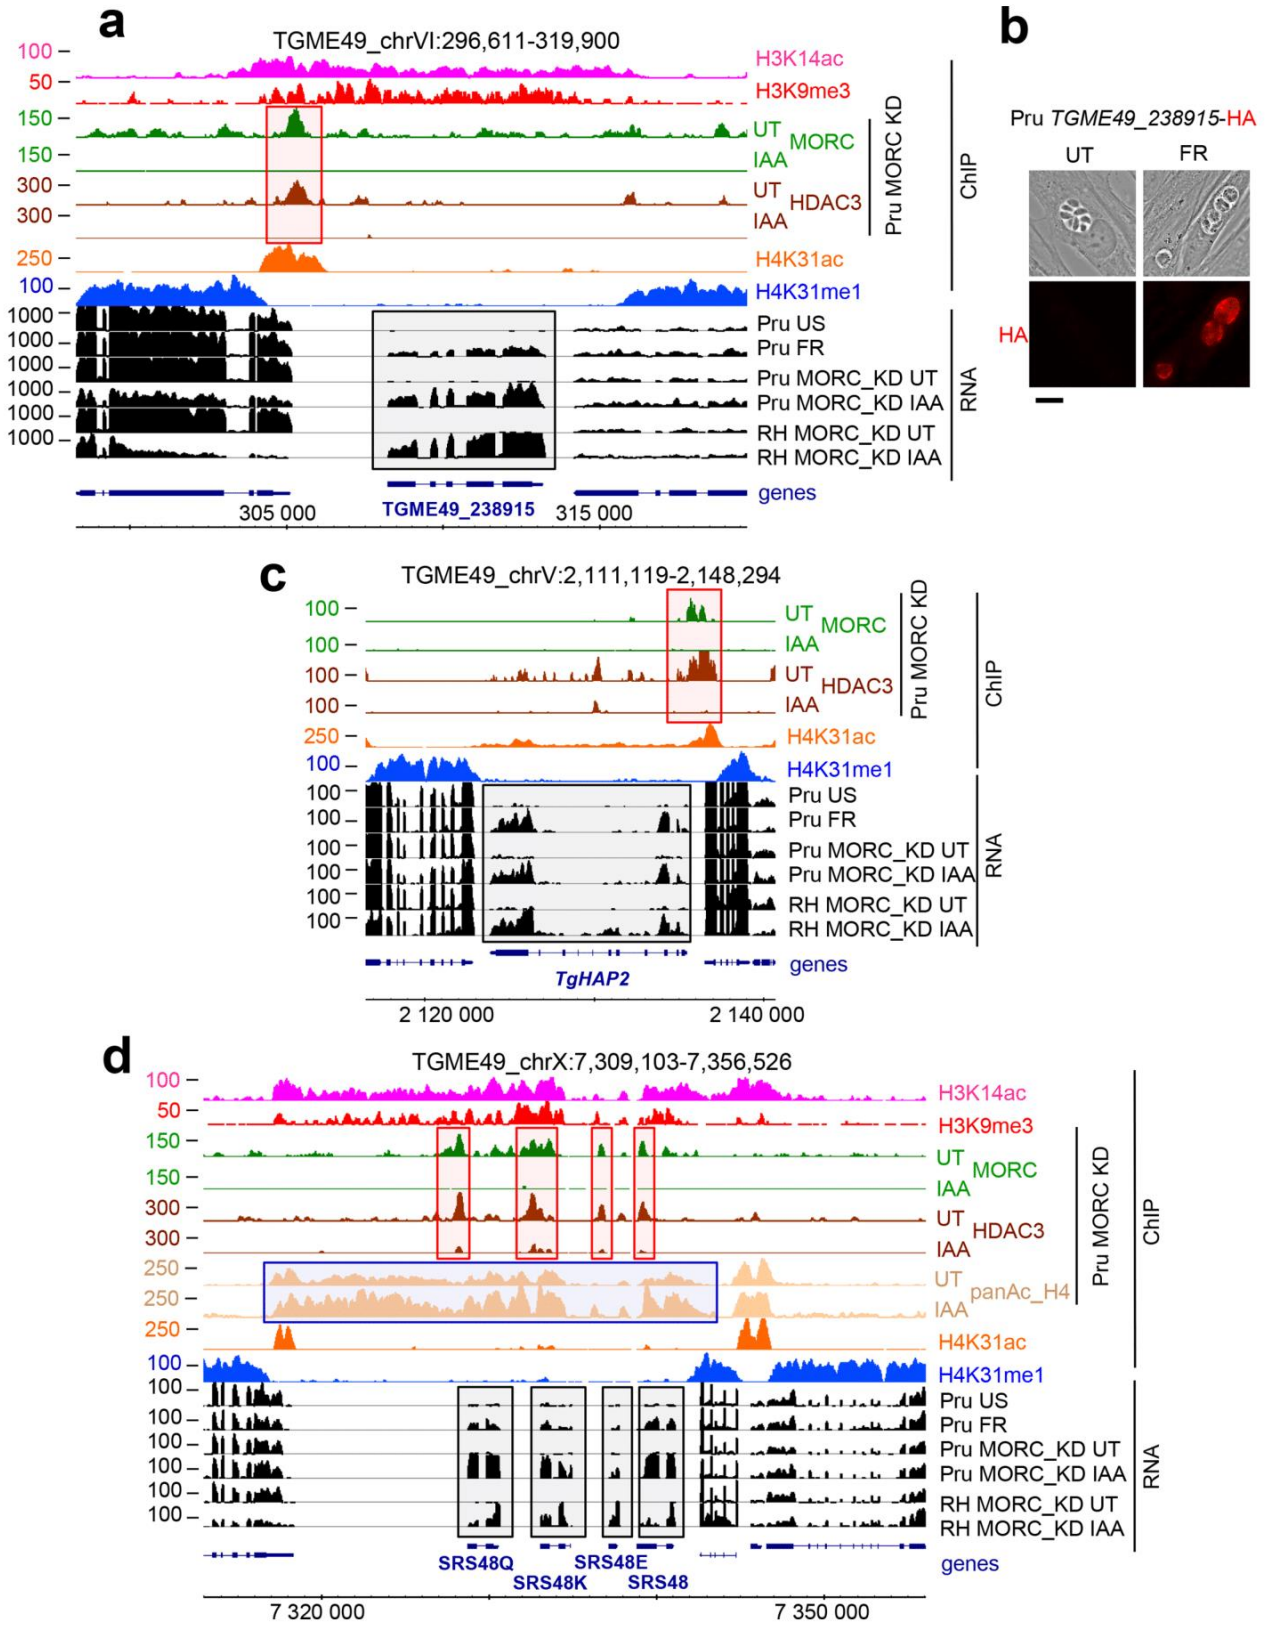 a
TGME49_chrVI:296,611-319,900
100
H3K14ac
50
H3K9me3
150
UT
MORC
150
IAA
300
UT
HDAC3
300
IAA
Pru MORC KD
ChIP
250
H4K31ac
100
H4K31me1
1000
Pru US
1000
Pru FR
1000
Pru MORC_KD UT
1000
Pru MORC_KD IAA
1000
RH MORC_KD UT
1000
RH MORC_KD IAA
RNA
genes
TGME49_238915
305 000
315 000
b
Pru TGME49_238915-HA
UT
FR
HA
c
TGME49_chrV:2,111,119-2,148,294
100
UT
MORC
100
IAA
100
UT
HDAC3
100
IAA
Pru MORC KD
ChIP
250
H4K31ac
100
H4K31me1
100
Pru US
100
Pru FR
100
Pru MORC_KD UT
100
Pru MORC_KD IAA
100
RH MORC_KD UT
100
RH MORC_KD IAA
RNA
genes
TgHAP2
2 120 000
2 140 000
d
TGME49_chrX:7,309,103-7,356,526
100
H3K14ac
50
H3K9me3
150
UT
MORC
150
IAA
300
UT
HDAC3
300
IAA
250
UT
panAc_H4
250
IAA
Pru MORC KD
ChIP
250
H4K31ac
100
H4K31me1
100
Pru US
100
Pru FR
100
Pru MORC_KD UT
100
Pru MORC_KD IAA
100
RH MORC_KD UT
100
RH MORC_KD IAA
RNA
genes
SRS48Q
SRS48E
SRS48K
SRS48
7 320 000
7 350 000